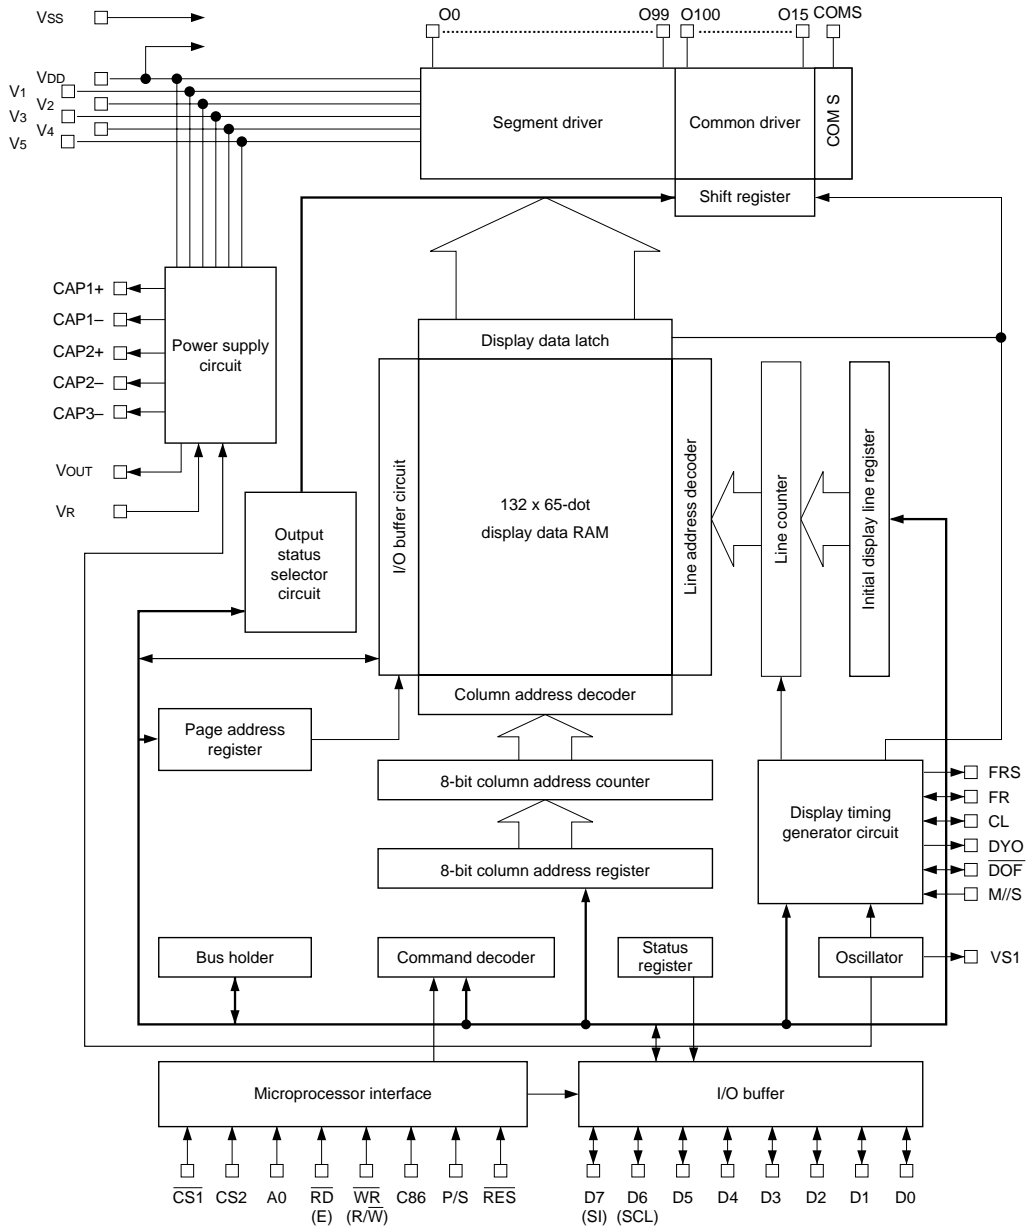 VSS
O0
O99
O100
O15
COMS
VDD
V1
V2
V3
V4
V5
Segment driver
Common driver
COM S
Shift register
CAP1+
CAP1–
CAP2+
CAP2–
CAP3–
VOUT
VR
Power supply
circuit
Display data latch
Output
status
selector
circuit
I/O buffer circuit
132 x 65-dot
display data RAM
Line address decoder
Line counter
Initial display line register
Column address decoder
Page address
register
8-bit column address counter
8-bit column address register
Display timing
generator circuit
FRS
FR
CL
DYO
DOF
M//S
Bus holder
Command decoder
Status
register
Oscillator
VS1
Microprocessor interface
I/O buffer
CS1
CS2
A0
RD
(E)
WR
(R/W)
C86
P/S
RES
D7
(SI)
D6
(SCL)
D5
D4
D3
D2
D1
D0